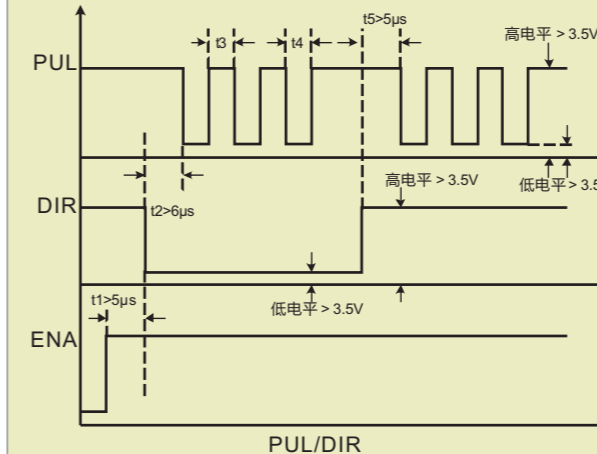 t5>5μs
高电平 > 3.5V
PUL
t3
t4
低电平 > 3.5
高电平 > 3.5V
DIR
t2>6μs
t1>5μs
低电平 > 3.5V
ENA
PUL/DIR